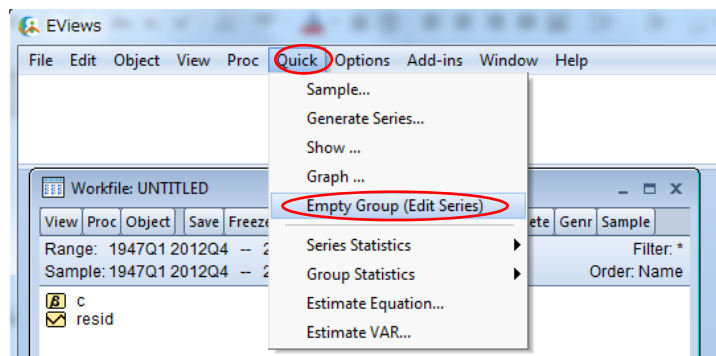 EViews
File Edit Object View Proc Quick Options Add-ins Window Help
Sample...
Generate Series...
Show ...
Graph ...
Empty Group (Edit Series)
Series Statistics
Group Statistics
Estimate Equation...
Estimate VAR...
Workfile: UNTITLED
View Proc Object Save Freeze ete Genr Sample
Range: 1947Q1 2012Q4 -- 2 Filter: *
Sample: 1947Q1 2012Q4 -- 2 Order: Name
β c
resid